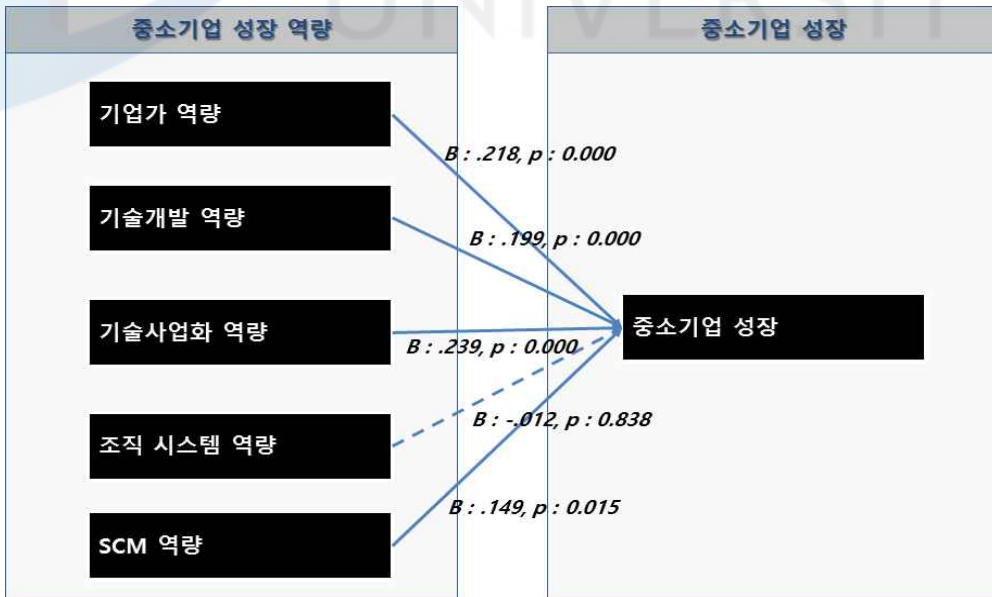 UNIVERSIT
중소기업 성장 역량
중소기업 성장
기업가 역량
B : .218, p : 0.000
기술개발 역량
B : .199, p : 0.000
기술사업화 역량
중소기업 성장
B : .239, p : 0.000
조직 시스템 역량
B : -.012, p : 0.838
SCM 역량
B : .149, p : 0.015